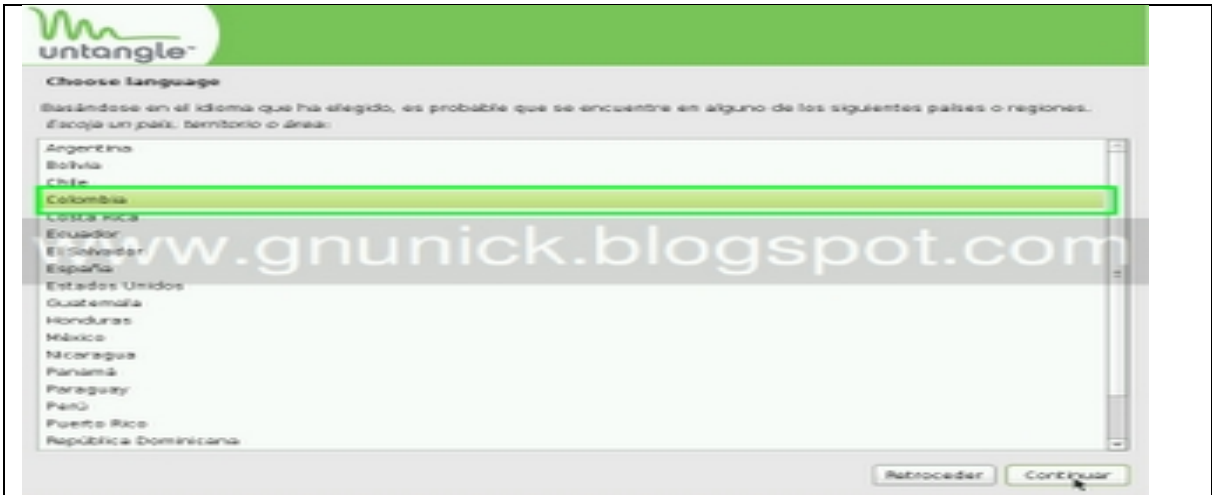 untangle
Choose language
Basándose en el idioma que ha elegido, es probable que se encuentre en alguno de los siguientes países o regiones.
Escoja un país, territorio o área:
Argentina
Bolivia
Chile
Colombia
Costa Rica
Ecuador
www.gnunick.blogspot.com
El Salvador
España
Estados Unidos
Guatemala
Honduras
México
Nicaragua
Panamá
Paraguay
Perú
Puerto Rico
República Dominicana
Retroceder Continuar